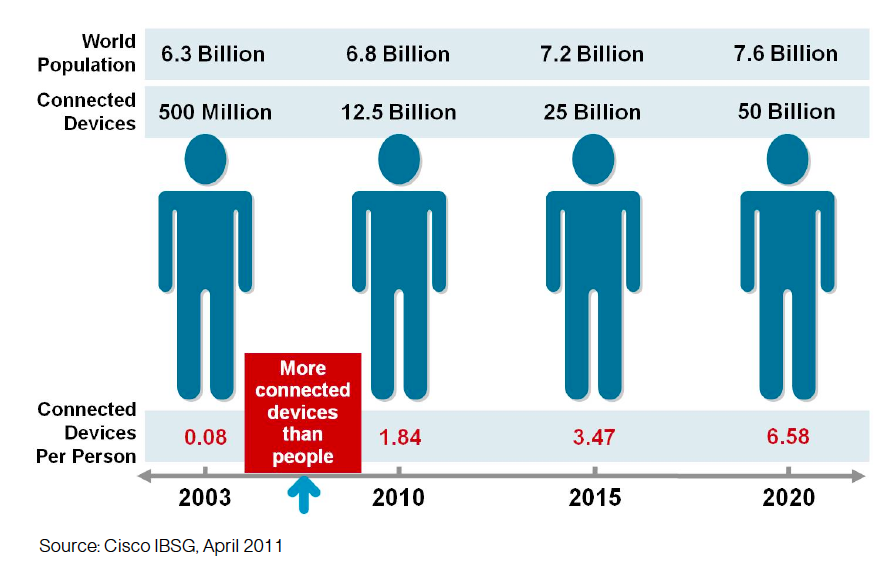 World
Population
6.3 Billion 6.8 Billion 7.2 Billion 7.6 Billion
Connected
Devices
500 Million 12.5 Billion 25 Billion 50 Billion
More
connected
devices
than
people
Connected
Devices
Per Person
0.08 1.84 3.47 6.58
2003 2010 2015 2020
Source: Cisco IBSG, April 2011